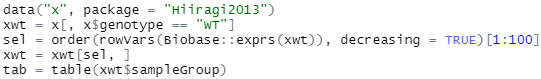 data("x", package = "Hiiragi2013")
xwt = x[, x$genotype == "WT"]
sel = order(rowVars(Biobase::exprs(xwt)), decreasing = TRUE)[1:100]
xwt = xwt[sel, ]
tab = table(xwt$sampleGroup)